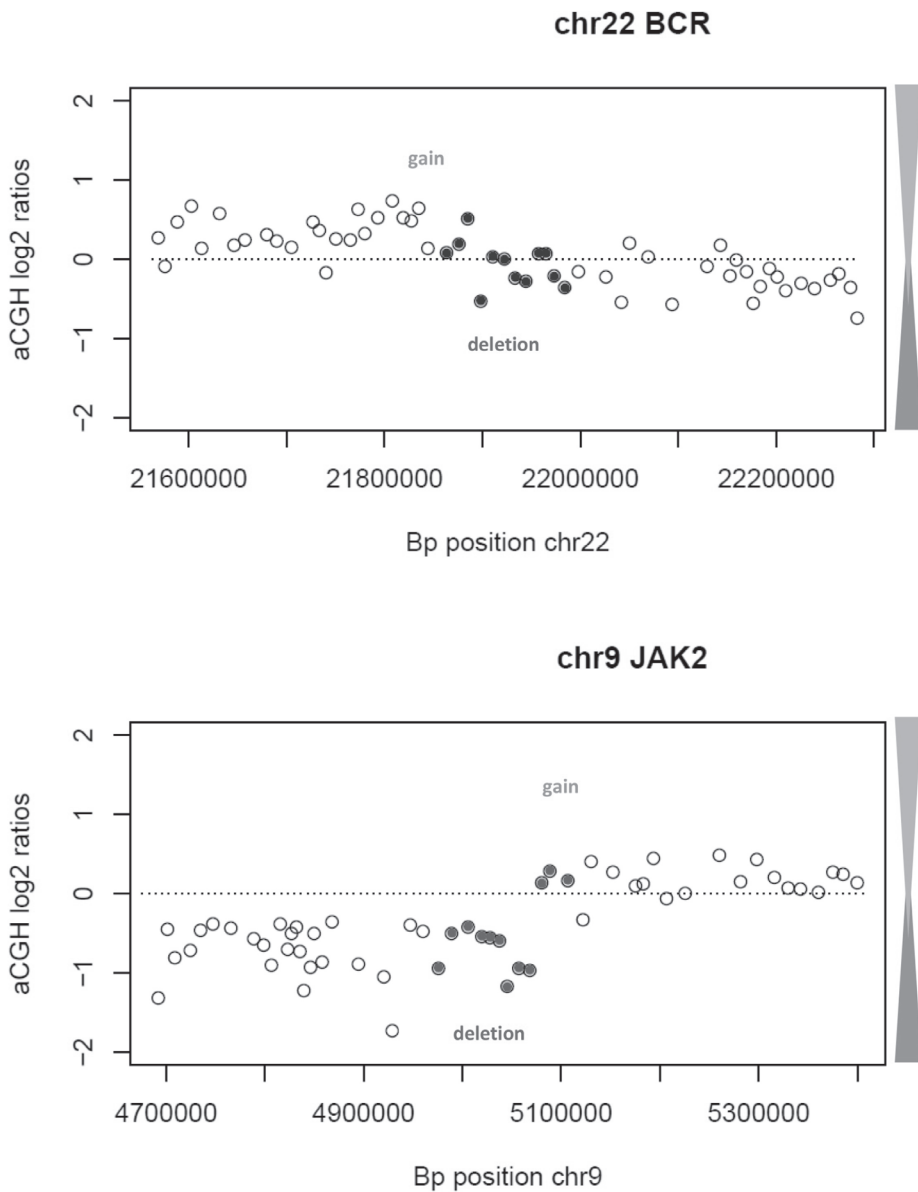 chr22 BCR
aCGH log2 ratios
2
1
0
−1
−2
gain
deletion
21600000 21800000 22000000 22200000
Bp position chr22
chr9 JAK2
aCGH log2 ratios
2
1
0
−1
−2
gain
deletion
4700000 4900000 5100000 5300000
Bp position chr9